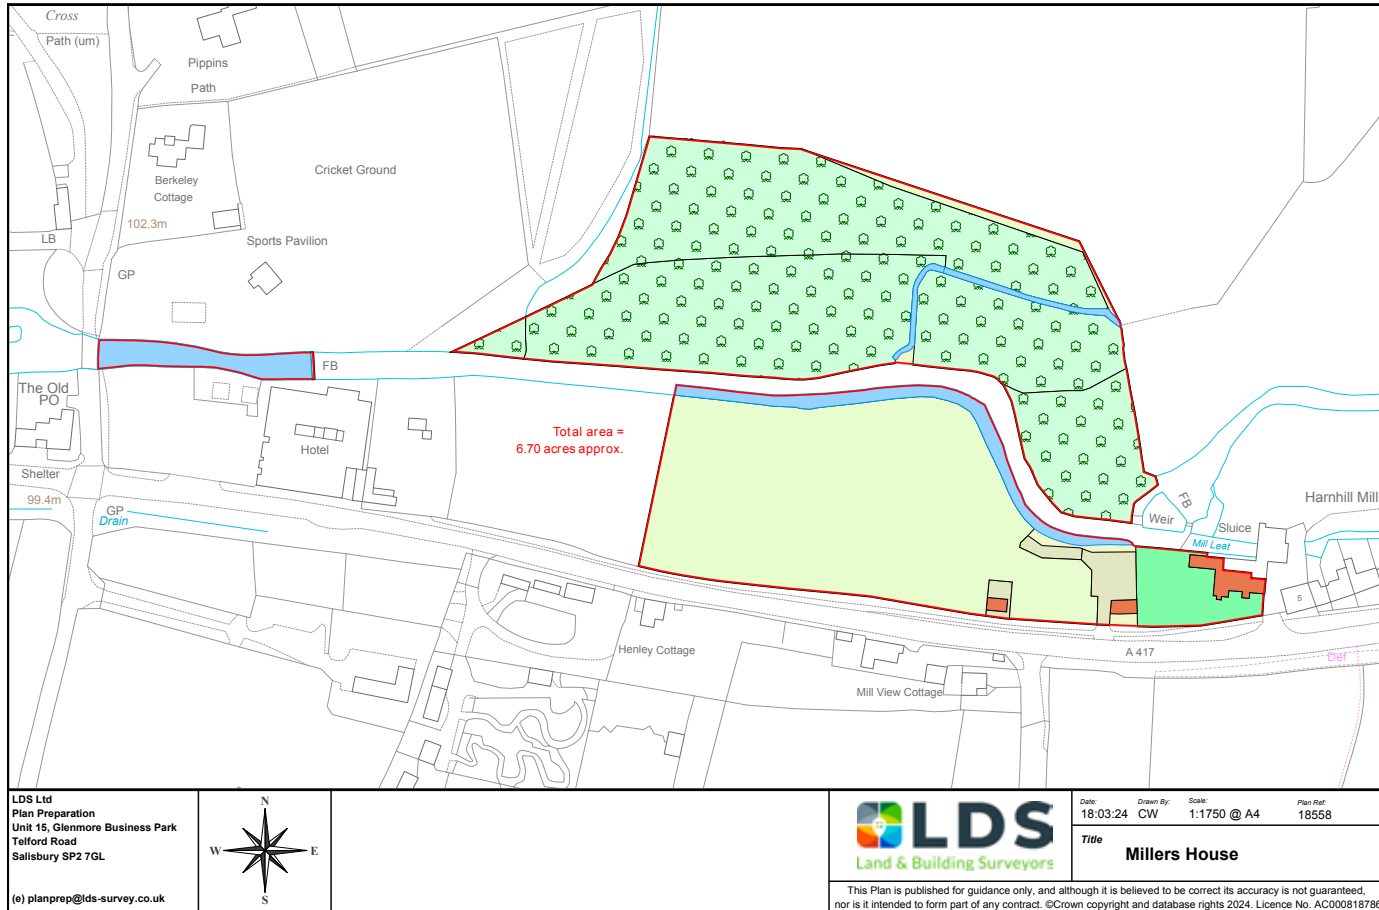 Cross
Path (um)
Pippins
Path
Berkeley
Cottage
Cricket Ground
102.3m
LB
Sports Pavilion
GP
FB
The Old
PO
Total area =
6.70 acres approx.
Hotel
Shelter
99.4m
GP
Drain
FB
Harnhill Mill
Weir
Sluice
Mill Leat
5
Henley Cottage
A 417
Def
Mill View Cottage
LDS Ltd
Plan Preparation
Unit 15, Glenmore Business Park
Telford Road
Salisbury SP2 7GL
(e) planprep@lds-survey.co.uk
N
W E
S
LDS
Land & Building Surveyors
Date: Drawn By: Scale: Plan Ref:
18:03:24 CW 1:1750 @ A4 18558
Title
Millers House
This Plan is published for guidance only, and although it is believed to be correct its accuracy is not guaranteed,
nor is it intended to form part of any contract. ©Crown copyright and database rights 2024. Licence No. AC000818786